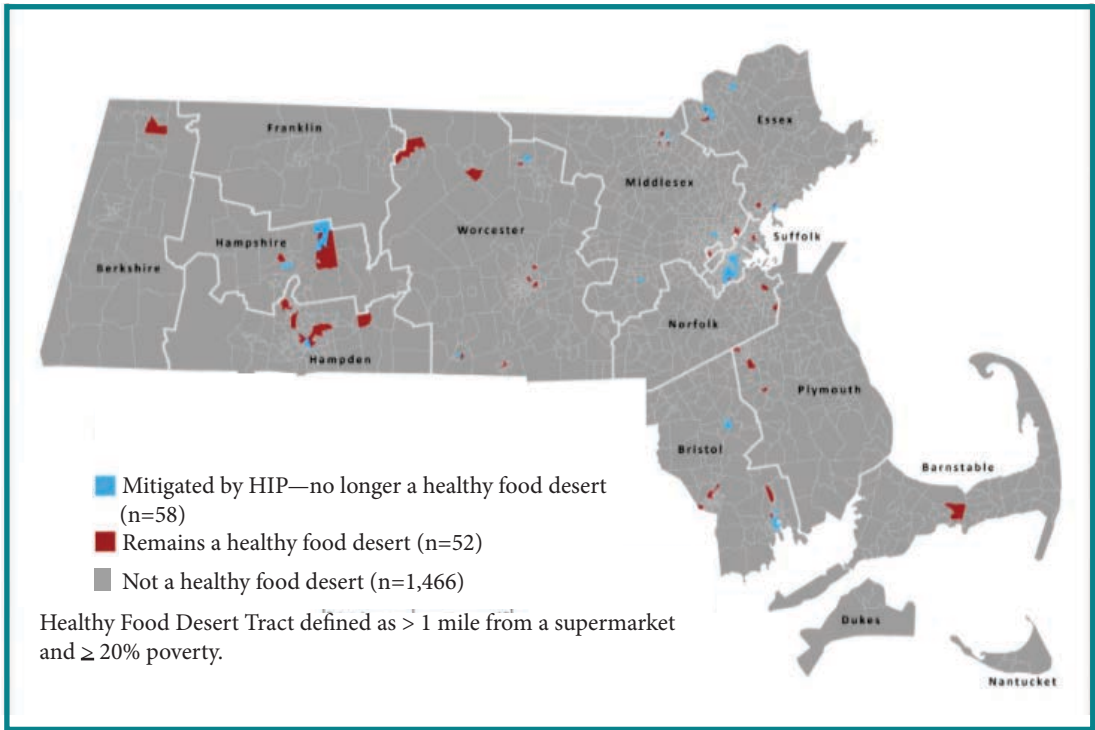 Essex
Franklin
Middlesex
Worcester
Hampshire
Suffolk
Berkshire
Norfolk
Hampden
Plymouth
Bristol
Barnstable
Mitigated by HIP—no longer a healthy food desert
(n=58)
Remains a healthy food desert (n=52)
Not a healthy food desert (n=1,466)
Healthy Food Desert Tract defined as > 1 mile from a supermarket
and ≥ 20% poverty.
Dukes
Nantucket